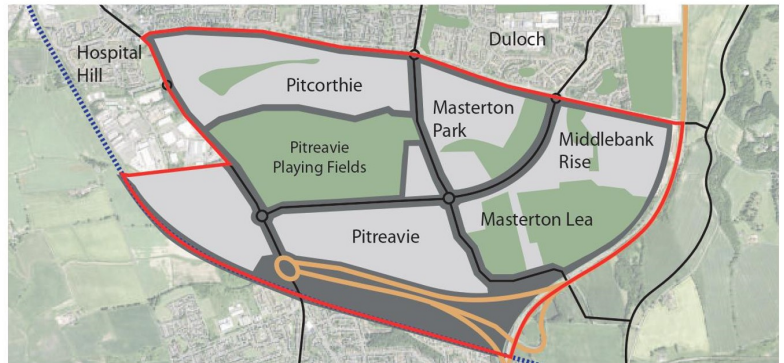 Hospital
Hill
Duloch
Pitcorthie
Masterton
Park
Middlebank
Rise
Pitreavie
Playing Fields
Masterton Lea
Pitreavie